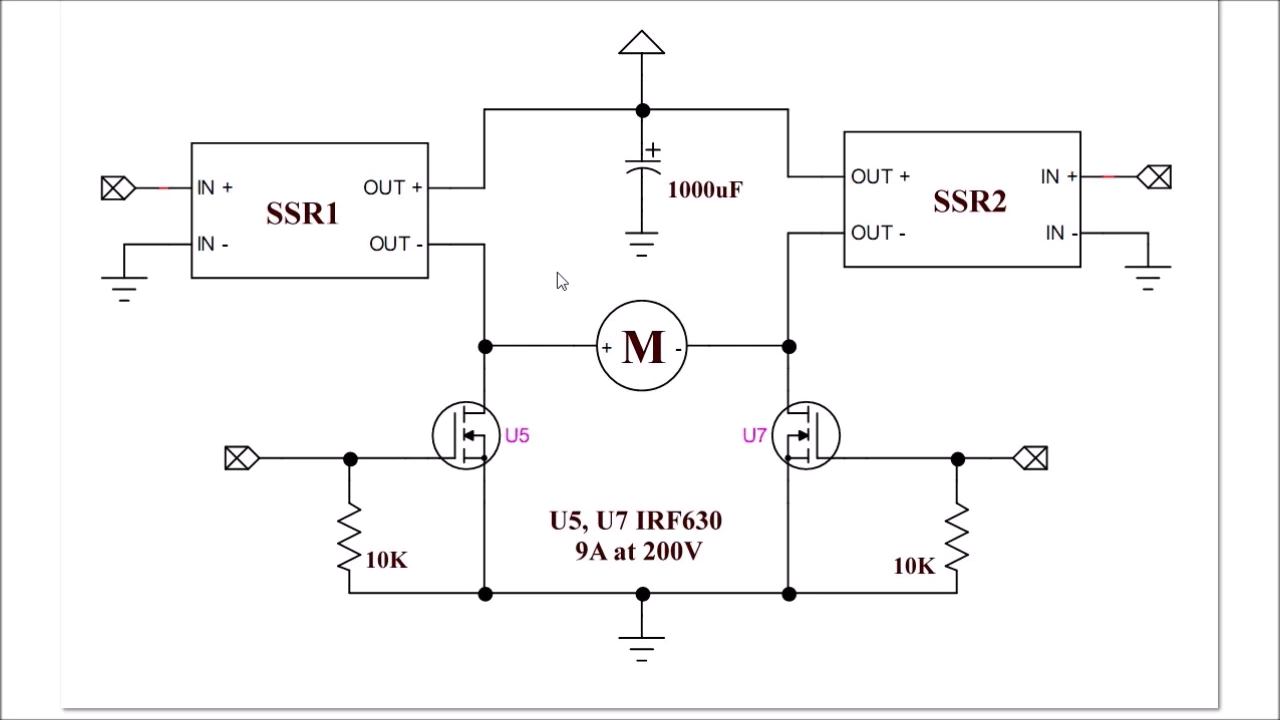 +
1000uF
IN +
OUT +
SSR1
IN -
OUT -
OUT +
IN +
SSR2
OUT -
IN -
+ M -
U5
U7
U5, U7 IRF630
9A at 200V
10K
10K